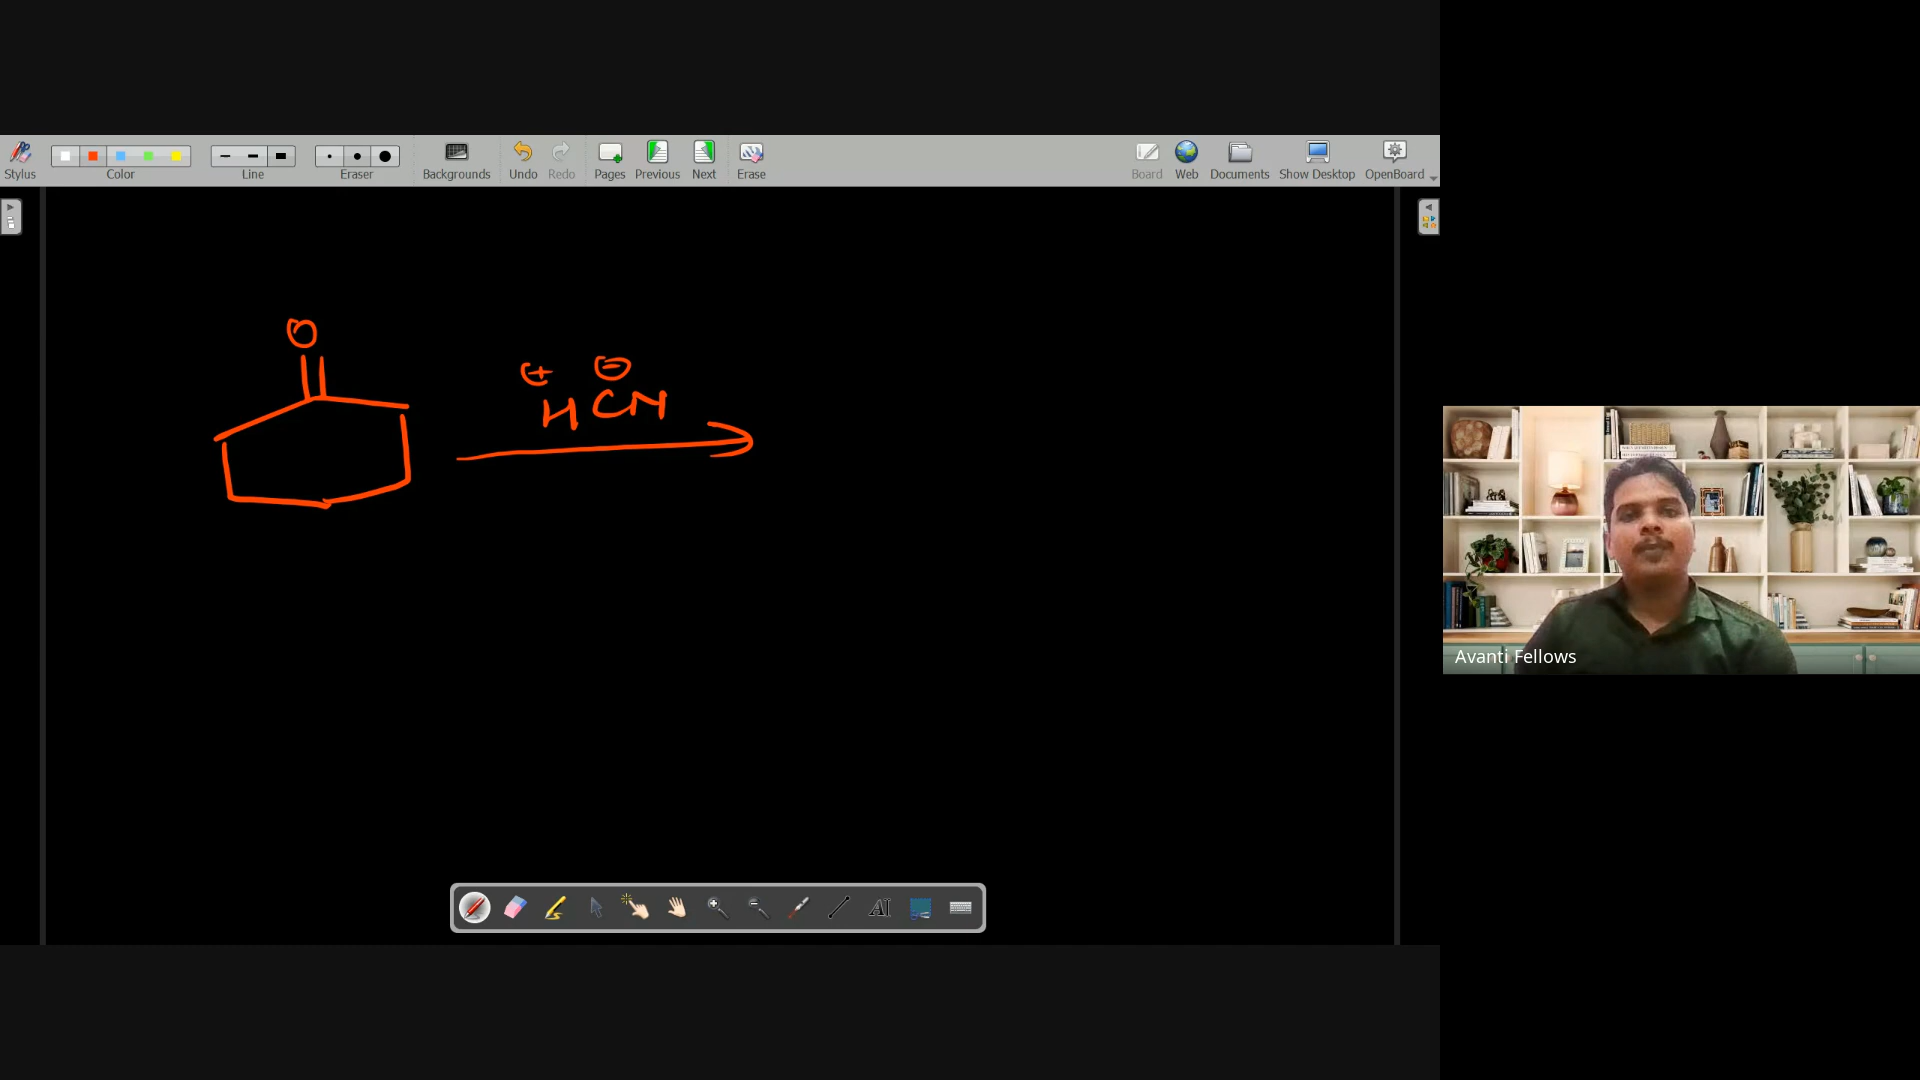 Stylus Color Line Eraser Backgrounds Undo Redo Pages Previous Next Erase Board Web Documents Show Desktop OpenBoard
O
⊕ ⊖
H CN
AI
Avanti Fellows